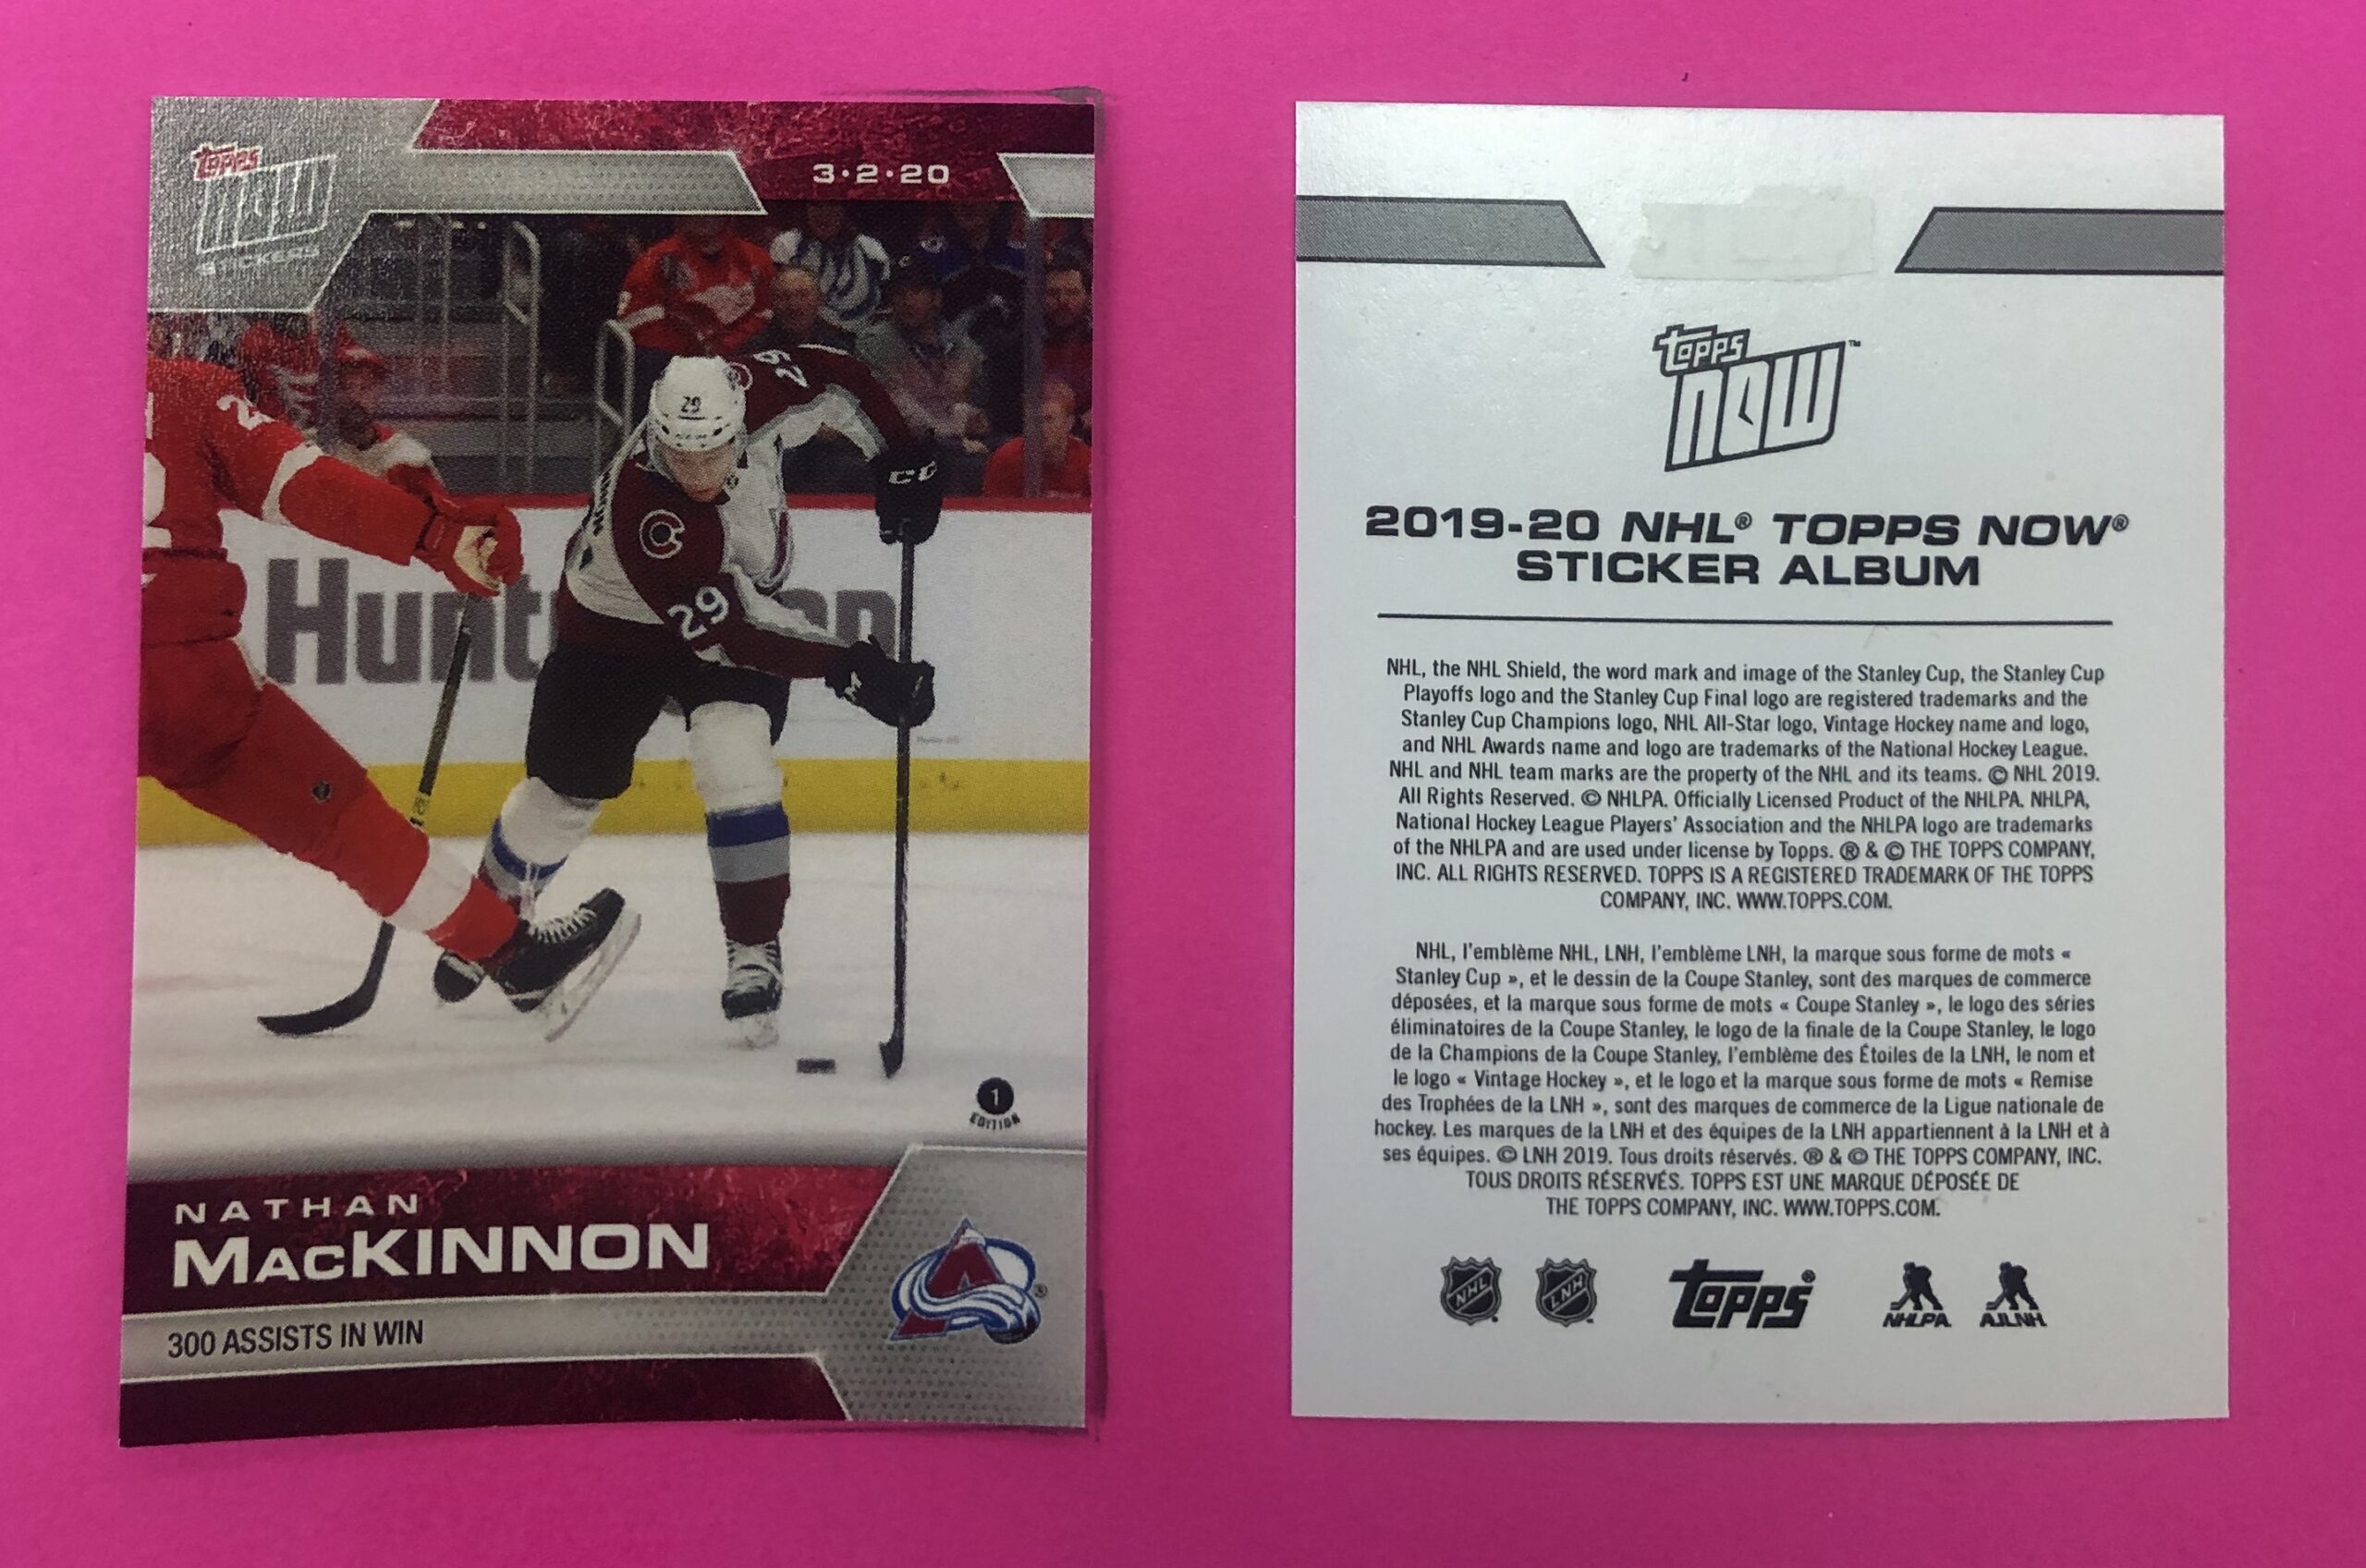 topps
NOW
STICKERS
3•2•20
29
29
CCM
29
Hunt
on
1
EDITION
NATHAN
MACKINNON
300 ASSISTS IN WIN
topps
NOW™
2019-20 NHL® TOPPS NOW®
STICKER ALBUM
NHL, the NHL Shield, the word mark and image of the Stanley Cup, the Stanley Cup
Playoffs logo and the Stanley Cup Final logo are registered trademarks and the
Stanley Cup Champions logo, NHL All-Star logo, Vintage Hockey name and logo,
and NHL Awards name and logo are trademarks of the National Hockey League.
NHL and NHL team marks are the property of the NHL and its teams. © NHL 2019.
All Rights Reserved. © NHLPA. Officially Licensed Product of the NHLPA. NHLPA,
National Hockey League Players' Association and the NHLPA logo are trademarks
of the NHLPA and are used under license by Topps. ® & © THE TOPPS COMPANY,
INC. ALL RIGHTS RESERVED. TOPPS IS A REGISTERED TRADEMARK OF THE TOPPS
COMPANY, INC. WWW.TOPPS.COM.
NHL, l'emblème NHL, LNH, l'emblème LNH, la marque sous forme de mots «
Stanley Cup », et le dessin de la Coupe Stanley, sont des marques de commerce
déposées, et la marque sous forme de mots « Coupe Stanley », le logo des séries
éliminatoires de la Coupe Stanley, le logo de la finale de la Coupe Stanley, le logo
de la Champions de la Coupe Stanley, l'emblème des Étoiles de la LNH, le nom et
le logo « Vintage Hockey », et le logo et la marque sous forme de mots « Remise
des Trophées de la LNH », sont des marques de commerce de la Ligue nationale de
hockey. Les marques de la LNH et des équipes de la LNH appartiennent à la LNH et à
ses équipes. © LNH 2019. Tous droits réservés. ® & © THE TOPPS COMPANY, INC.
TOUS DROITS RÉSERVÉS. TOPPS EST UNE MARQUE DÉPOSÉE DE
THE TOPPS COMPANY, INC. WWW.TOPPS.COM.
NHL LNH topps® NHLPA AJLNH